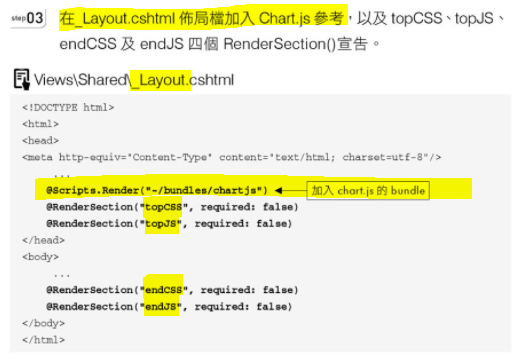 step03 在_Layout.cshtml 佈局檔加入 Chart.js 參考，以及 topCSS、topJS、
endCSS 及 endJS 四個 RenderSection()宣告。
Views\Shared\_Layout.cshtml
<!DOCTYPE html>
<html>
<head>
<meta http-equiv="Content-Type" content="text/html; charset=utf-8"/>
...
@Scripts.Render("~/bundles/chartjs") 加入 chart.js 的 bundle
@RenderSection("topCSS", required: false)
@RenderSection("topJS", required: false)
</head>
<body>
...
@RenderSection("endCSS", required: false)
@RenderSection("endJS", required: false)
</body>
</html>